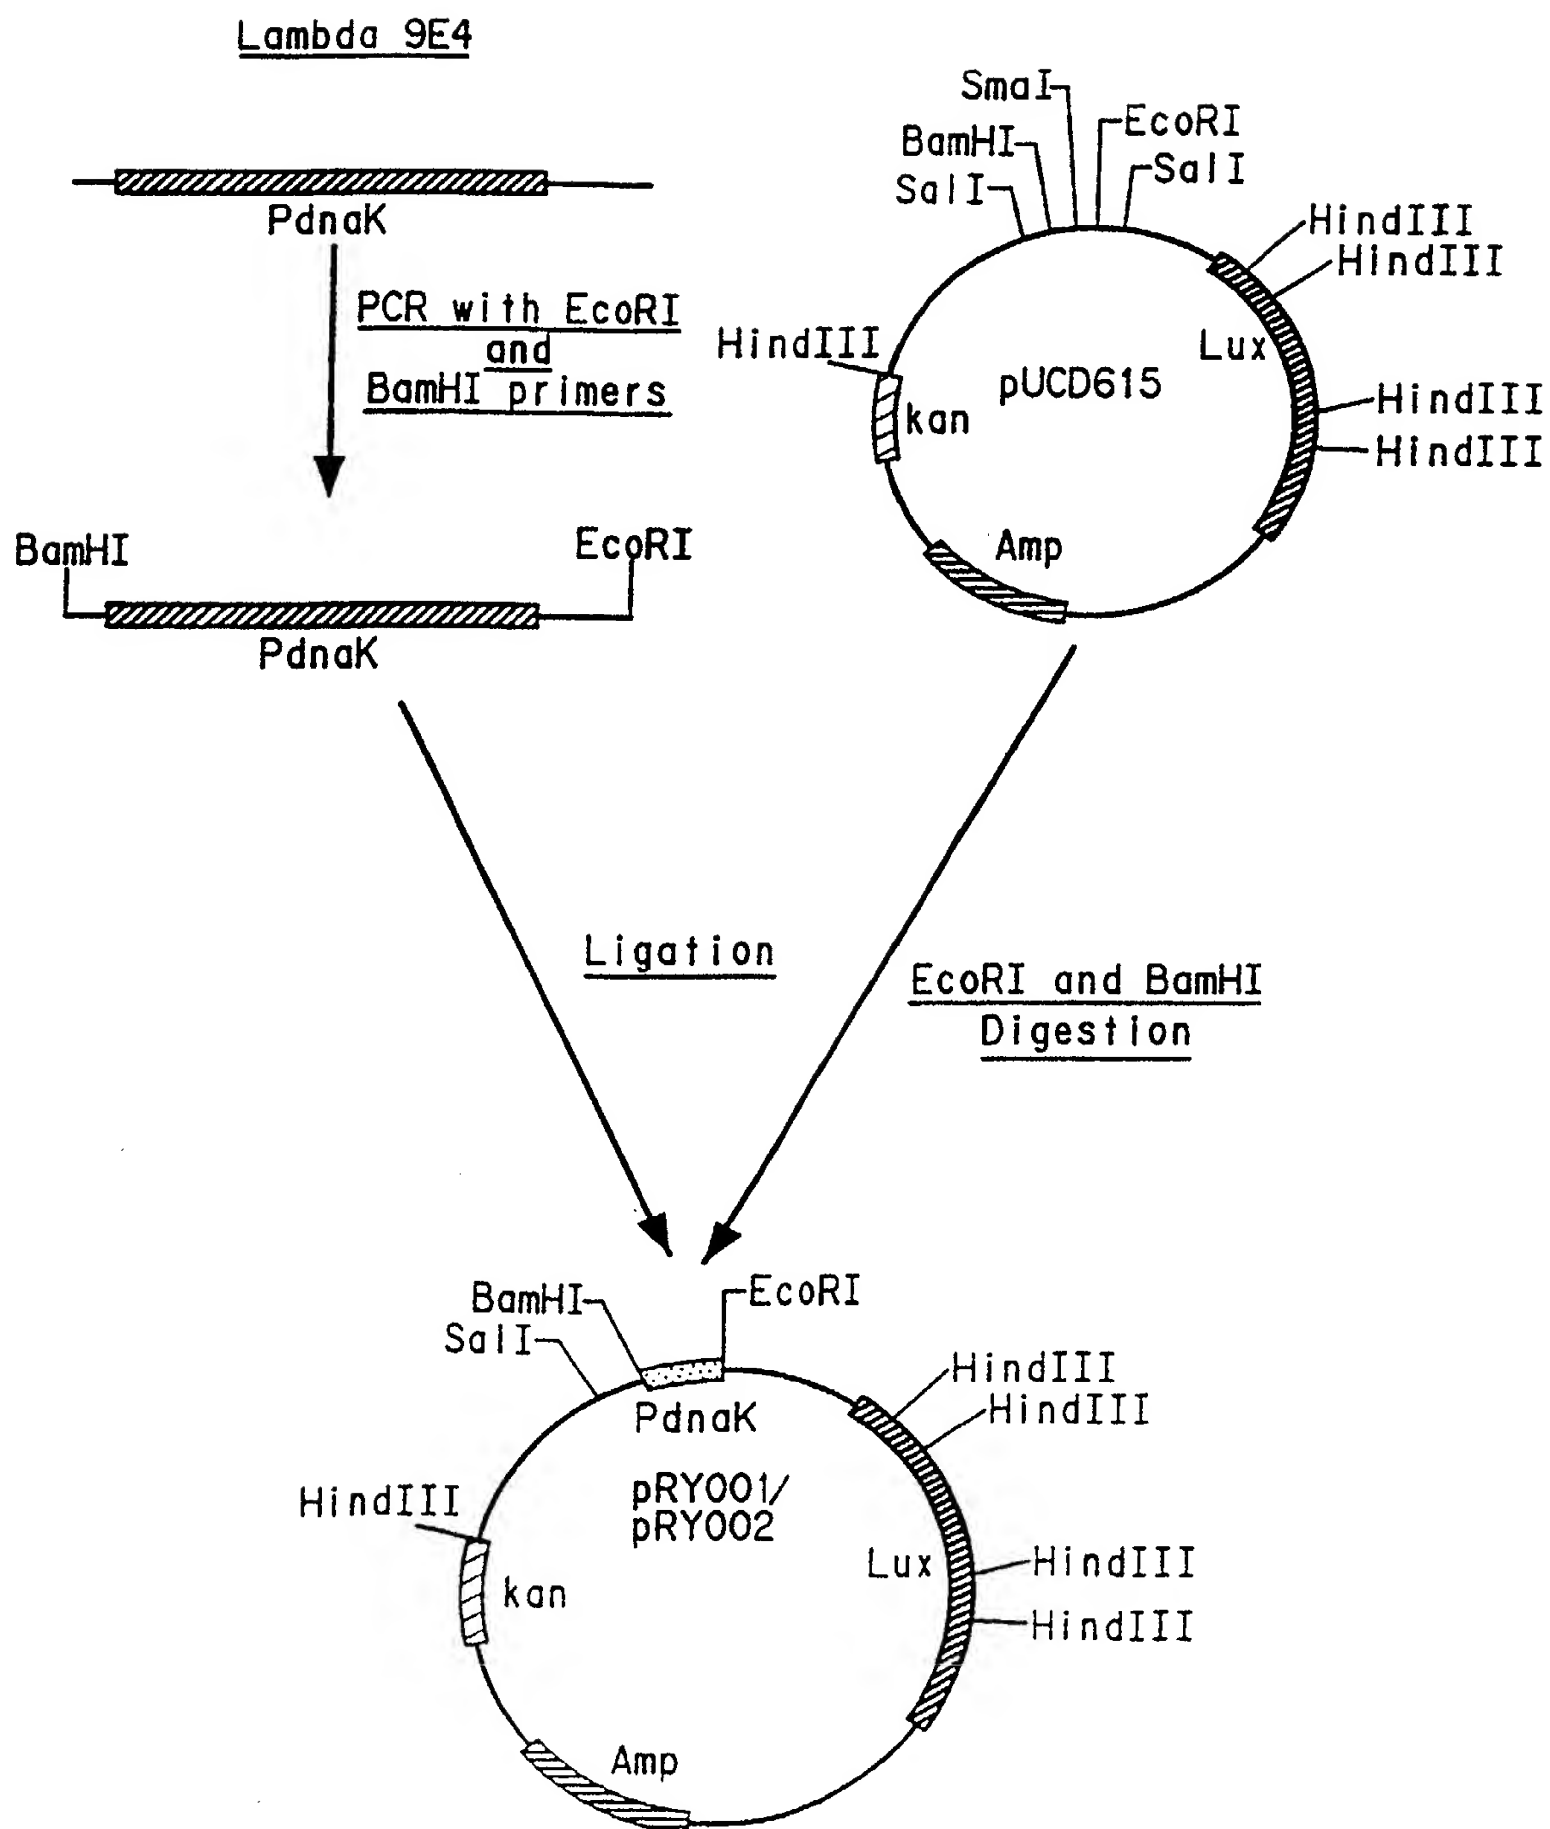 Lambda 9E4
PdnaK
PCR with EcoRI
and
BamHI primers
BamHI
EcoRI
PdnaK
SmaI
EcoRI
BamHI
SalI
SalI
HindIII
HindIII
HindIII
Lux
pUCD615
kan
HindIII
HindIII
Amp
Ligation
EcoRI and BamHI
Digestion
BamHI
EcoRI
SalI
HindIII
HindIII
PdnaK
HindIII
pRY001/
pRY002
Lux
HindIII
kan
HindIII
Amp